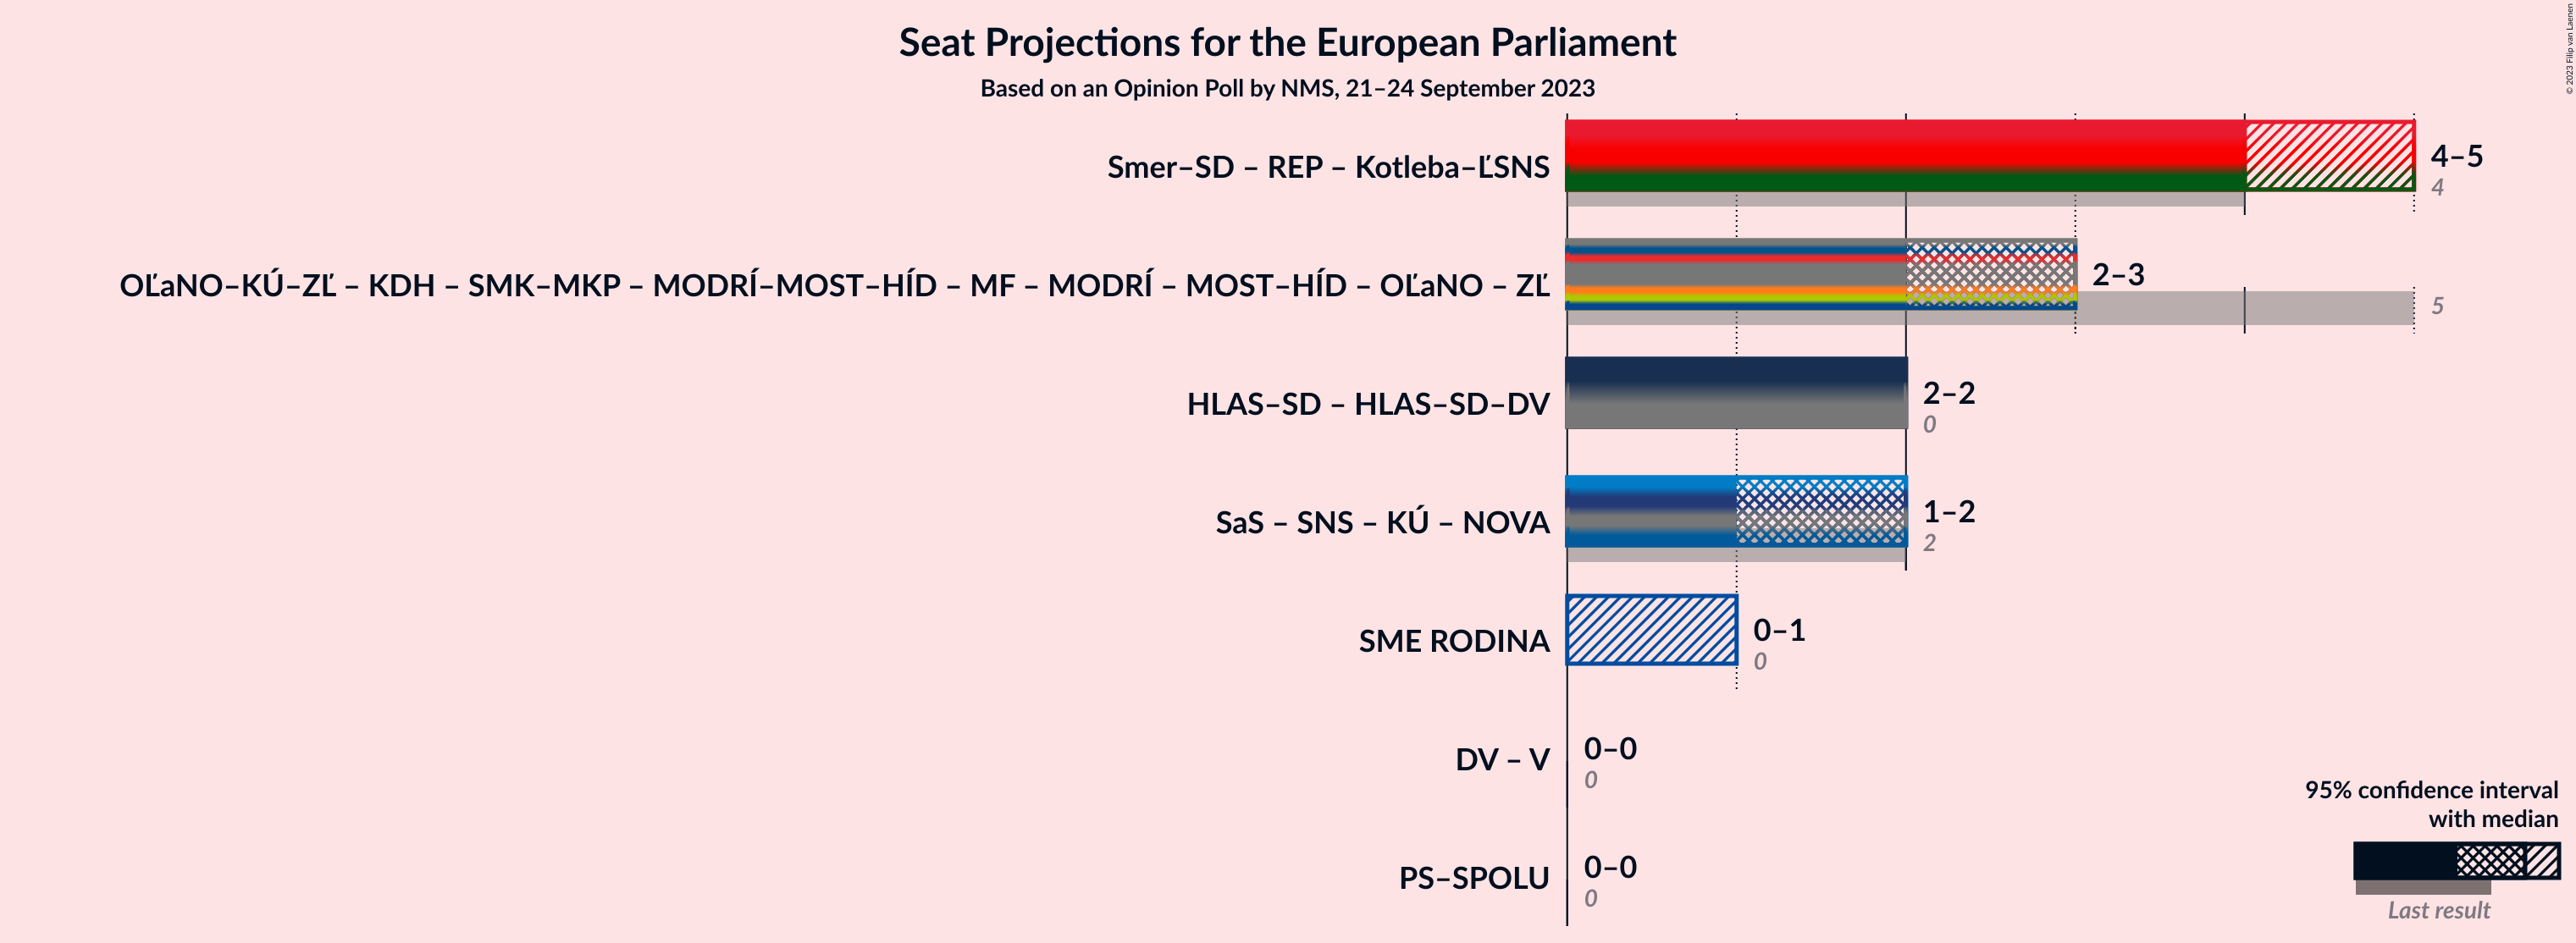 Seat Projections for the European Parliament
Based on an Opinion Poll by NMS, 21–24 September 2023
© 2023 Filip van Laenen
Smer–SD – REP – Kotleba–ĽSNS
4–5
4
OĽaNO–KÚ–ZĽ – KDH – SMK–MKP – MODRÍ–MOST–HÍD – MF – MODRÍ – MOST–HÍD – OĽaNO – ZĽ
2–3
5
HLAS–SD – HLAS–SD–DV
2–2
0
SaS – SNS – KÚ – NOVA
1–2
2
SME RODINA
0–1
0
DV – V
0–0
0
PS–SPOLU
0–0
0
95% confidence interval
with median
Last result